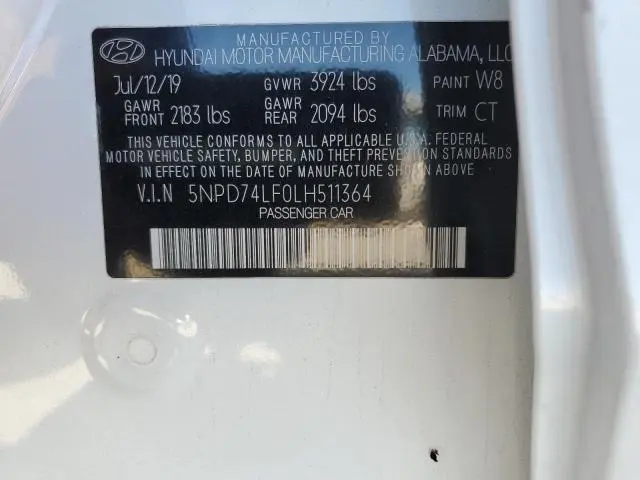 MANUFACTURED BY
HYUNDAI MOTOR MANUFACTURING ALABAMA, LLC
Jul/12/19 GVWR 3924 lbs PAINT W8
GAWR FRONT 2183 lbs GAWR REAR 2094 lbs TRIM CT
THIS VEHICLE CONFORMS TO ALL APPLICABLE U.S.A. FEDERAL
MOTOR VEHICLE SAFETY, BUMPER, AND THEFT PREVENTION STANDARDS
IN EFFECT ON THE DATE OF MANUFACTURE SHOWN ABOVE
V.I.N 5NPD74LF0LH511364
PASSENGER CAR